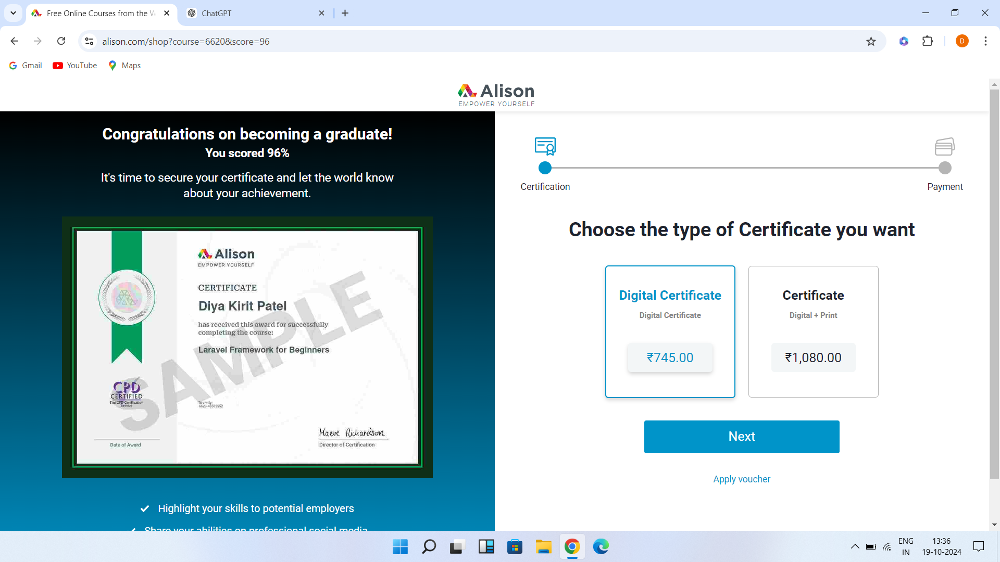 Free Online Courses from the W
ChatGPT
alison.com/shop?course=6620&score=96
D
Gmail
YouTube
Maps
Alison
EMPOWER YOURSELF
Congratulations on becoming a graduate!
You scored 96%
It's time to secure your certificate and let the world know
about your achievement.
Alison
EMPOWER YOURSELF
CERTIFICATE
Diya Kirit Patel
has received this award for successfully
completing the course:
Laravel Framework for Beginners
SAMPLE
CPD
CERTIFIED
The CPD Certification
Service
To verify:
6620-43502552
Maeve Richardson
Date of Award
Director of Certification
Highlight your skills to potential employers
Share your abilities on professional social media
Certification
Payment
Choose the type of Certificate you want
Digital Certificate
Digital Certificate
₹745.00
Certificate
Digital + Print
₹1,080.00
Next
Apply voucher
ENG
IN
13:36
19-10-2024